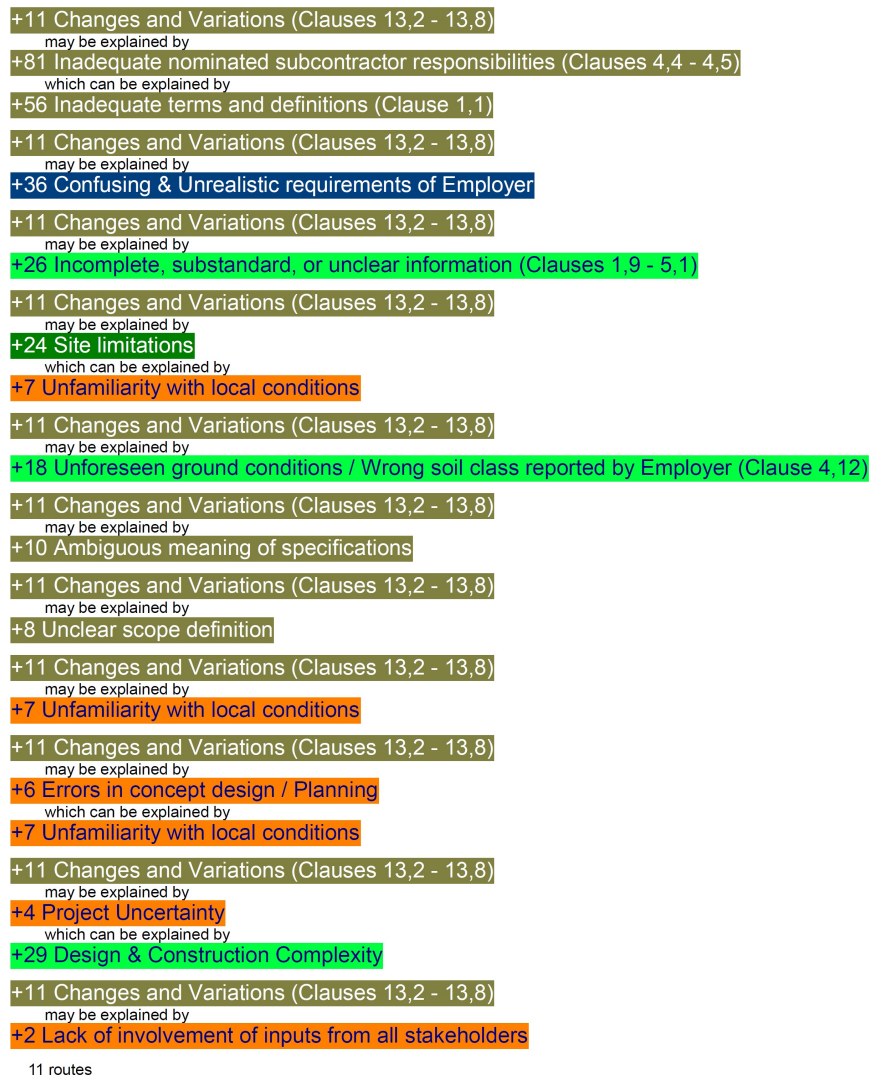 +11 Changes and Variations (Clauses 13,2 - 13,8)
may be explained by
+81 Inadequate nominated subcontractor responsibilities (Clauses 4,4 - 4,5)
which can be explained by
+56 Inadequate terms and definitions (Clause 1,1)
+11 Changes and Variations (Clauses 13,2 - 13,8)
may be explained by
+36 Confusing & Unrealistic requirements of Employer
+11 Changes and Variations (Clauses 13,2 - 13,8)
may be explained by
+26 Incomplete, substandard, or unclear information (Clauses 1,9 - 5,1)
+11 Changes and Variations (Clauses 13,2 - 13,8)
may be explained by
+24 Site limitations
which can be explained by
+7 Unfamiliarity with local conditions
+11 Changes and Variations (Clauses 13,2 - 13,8)
may be explained by
+18 Unforeseen ground conditions / Wrong soil class reported by Employer (Clause 4,12)
+11 Changes and Variations (Clauses 13,2 - 13,8)
may be explained by
+10 Ambiguous meaning of specifications
+11 Changes and Variations (Clauses 13,2 - 13,8)
may be explained by
+8 Unclear scope definition
+11 Changes and Variations (Clauses 13,2 - 13,8)
may be explained by
+7 Unfamiliarity with local conditions
+11 Changes and Variations (Clauses 13,2 - 13,8)
may be explained by
+6 Errors in concept design / Planning
which can be explained by
+7 Unfamiliarity with local conditions
+11 Changes and Variations (Clauses 13,2 - 13,8)
may be explained by
+4 Project Uncertainty
which can be explained by
+29 Design & Construction Complexity
+11 Changes and Variations (Clauses 13,2 - 13,8)
may be explained by
+2 Lack of involvement of inputs from all stakeholders
11 routes